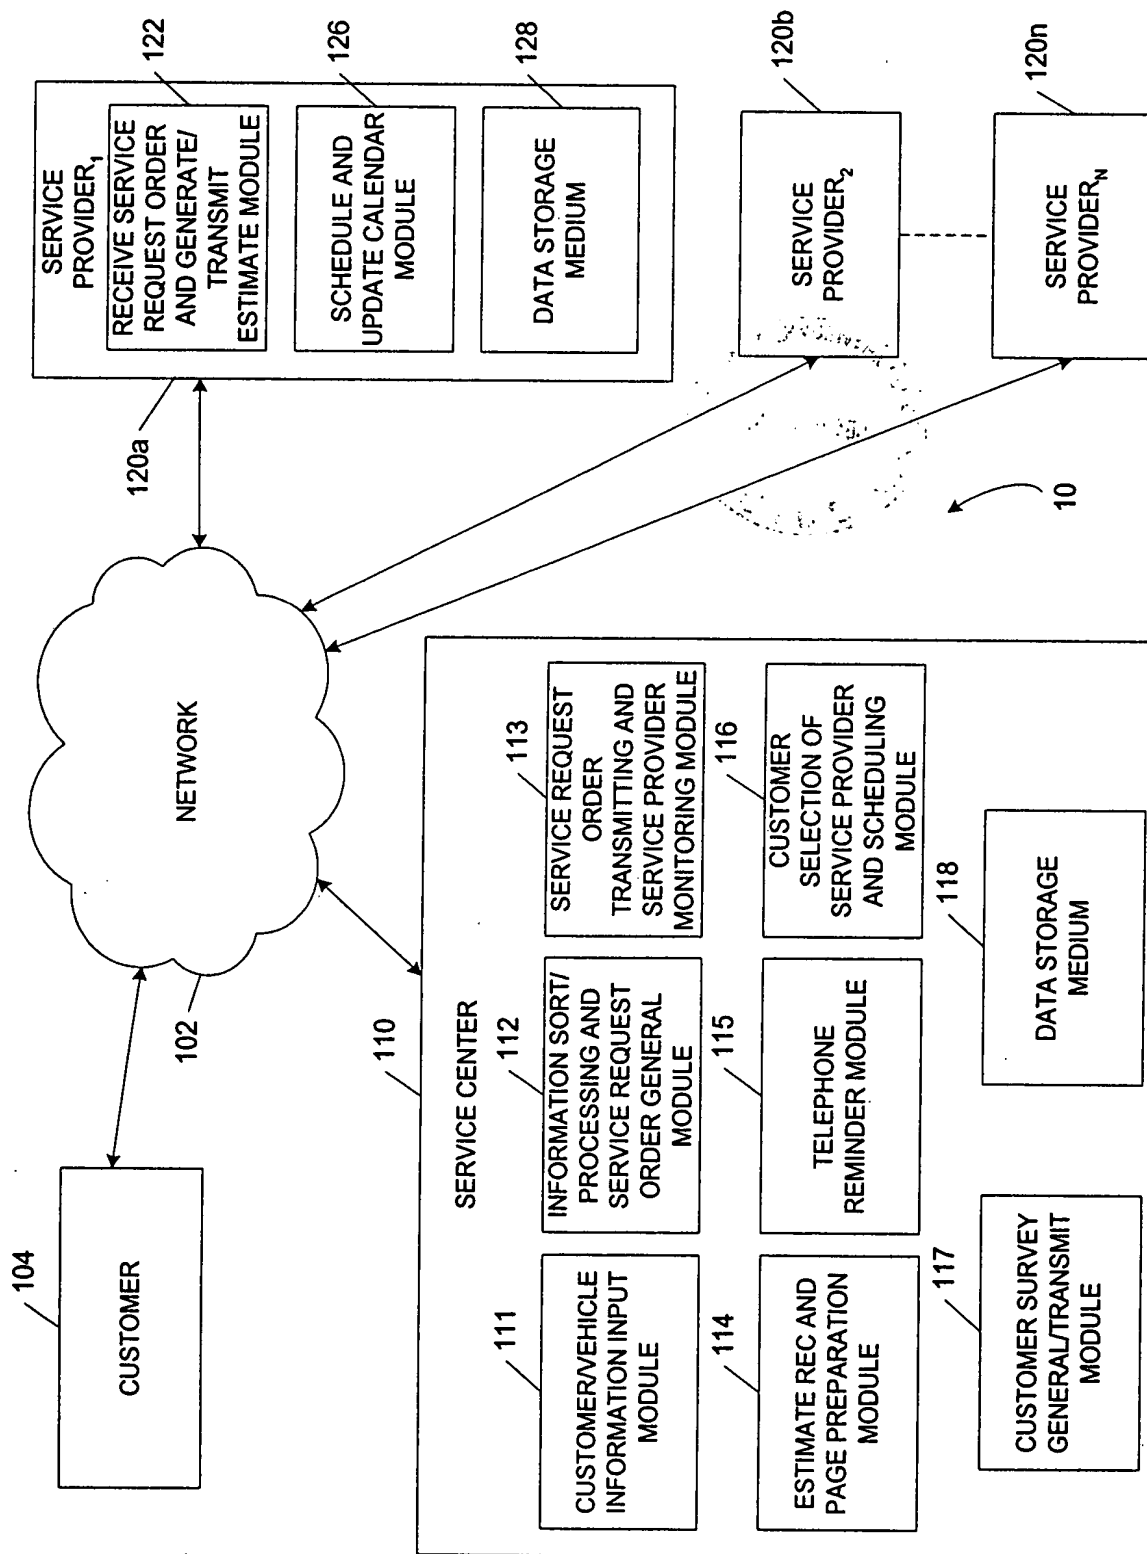 104
CUSTOMER
102
NETWORK
120a
SERVICE
PROVIDER1
122
RECEIVE SERVICE
REQUEST ORDER
AND GENERATE/
TRANSMIT
ESTIMATE MODULE
126
SCHEDULE AND
UPDATE CALENDAR
MODULE
128
DATA STORAGE
MEDIUM
120b
SERVICE
PROVIDER2
120n
SERVICE
PROVIDERN
10
110
SERVICE CENTER
111
CUSTOMER/VEHICLE
INFORMATION INPUT
MODULE
112
INFORMATION SORT/
PROCESSING AND
SERVICE REQUEST
ORDER GENERAL
MODULE
113
SERVICE REQUEST
ORDER
TRANSMITTING AND
SERVICE PROVIDER
MONITORING MODULE
114
ESTIMATE REC AND
PAGE PREPARATION
MODULE
115
TELEPHONE
REMINDER MODULE
116
CUSTOMER
SELECTION OF
SERVICE PROVIDER
AND SCHEDULING
MODULE
117
CUSTOMER SURVEY
GENERAL/TRANSMIT
MODULE
118
DATA STORAGE
MEDIUM